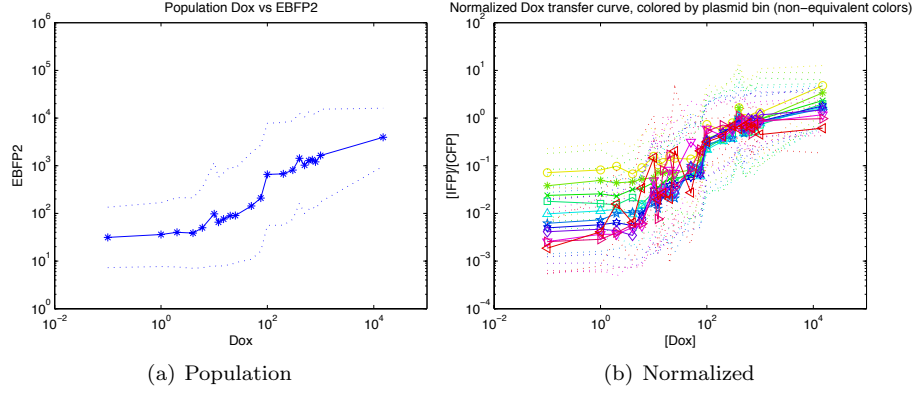 Population Dox vs EBFP2
EBFP2
10^6
10^5
10^4
10^3
10^2
10^1
10^0
10^−2
10^0
10^2
10^4
Dox
(a) Population
Normalized Dox transfer curve, colored by plasmid bin (non−equivalent colors)
[IFP]/[CFP]
10^2
10^1
10^0
10^−1
10^−2
10^−3
10^−4
10^−2
10^0
10^2
10^4
[Dox]
(b) Normalized